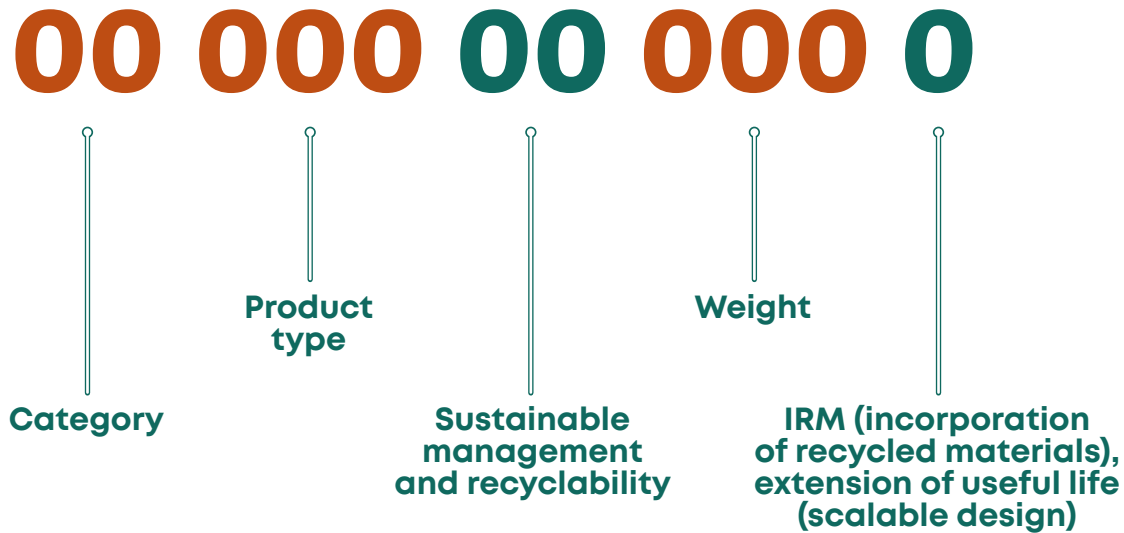 00 000 00 000 0
Product
type
Weight
Category
Sustainable
management
and recyclability
IRM (incorporation
of recycled materials),
extension of useful life
(scalable design)